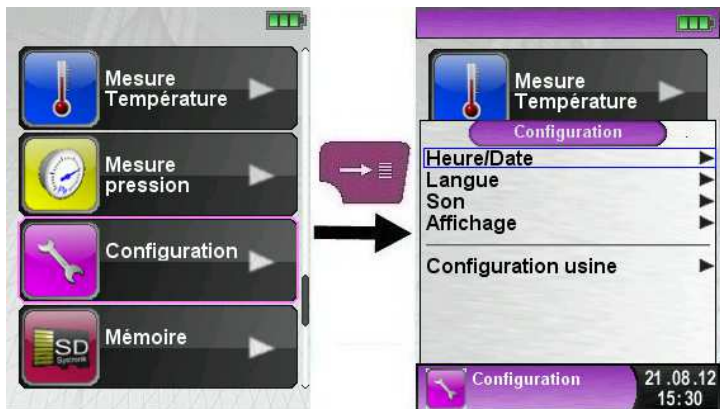 Mesure
Température
Mesure
pression
Configuration
Mémoire
SD
Mesure
Température
Configuration
Heure/Date
Langue
Son
Affichage
Configuration usine
Configuration
21.08.12
15:30